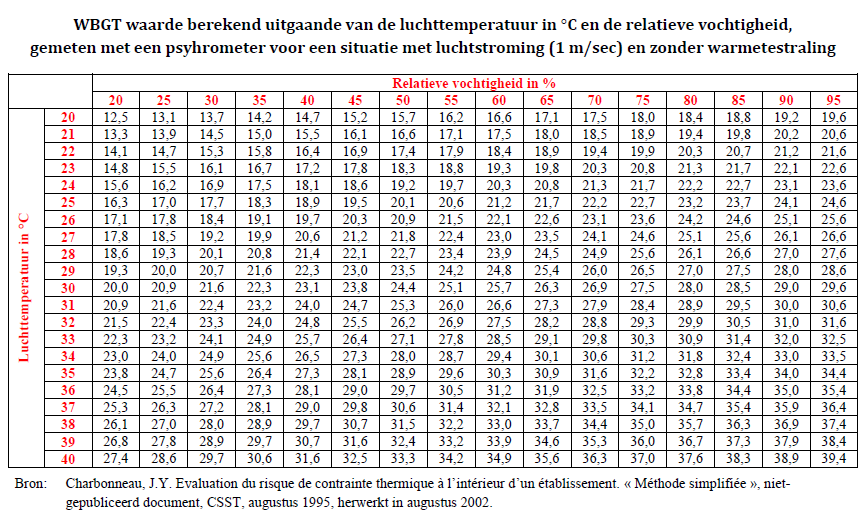 WBGT waarde berekend uitgaande van de luchttemperatuur in °C en de relatieve vochtigheid,
gemeten met een psyhrometer voor een situatie met luchtstroming (1 m/sec) en zonder warmetestraling
Relatieve vochtigheid in %
20 25 30 35 40 45 50 55 60 65 70 75 80 85 90 95
Luchttemperatuur in °C
20 12,5 13,1 13,7 14,2 14,7 15,2 15,7 16,2 16,6 17,1 17,5 18,0 18,4 18,8 19,2 19,6
21 13,3 13,9 14,5 15,0 15,5 16,1 16,6 17,1 17,5 18,0 18,5 18,9 19,4 19,8 20,2 20,6
22 14,1 14,7 15,3 15,8 16,4 16,9 17,4 17,9 18,4 18,9 19,4 19,9 20,3 20,7 21,2 21,6
23 14,8 15,5 16,1 16,7 17,2 17,8 18,3 18,8 19,3 19,8 20,3 20,8 21,3 21,7 22,1 22,6
24 15,6 16,2 16,9 17,5 18,1 18,6 19,2 19,7 20,3 20,8 21,3 21,7 22,2 22,7 23,1 23,6
25 16,3 17,0 17,7 18,3 18,9 19,5 20,1 20,6 21,2 21,7 22,2 22,7 23,2 23,7 24,1 24,6
26 17,1 17,8 18,4 19,1 19,7 20,3 20,9 21,5 22,1 22,6 23,1 23,6 24,2 24,6 25,1 25,6
27 17,8 18,5 19,2 19,9 20,6 21,2 21,8 22,4 23,0 23,5 24,1 24,6 25,1 25,6 26,1 26,6
28 18,6 19,3 20,1 20,8 21,4 22,1 22,7 23,4 23,9 24,5 24,9 25,6 26,1 26,6 27,0 27,6
29 19,3 20,0 20,7 21,6 22,3 23,0 23,5 24,2 24,8 25,4 26,0 26,5 27,0 27,5 28,0 28,6
30 20,0 20,9 21,6 22,3 23,1 23,8 24,4 25,1 25,7 26,3 26,9 27,5 28,0 28,5 29,0 29,6
31 20,9 21,6 22,4 23,2 24,0 24,7 25,3 26,0 26,6 27,3 27,9 28,4 28,9 29,5 30,0 30,6
32 21,5 22,4 23,3 24,0 24,8 25,5 26,2 26,9 27,5 28,2 28,8 29,3 29,9 30,5 31,0 31,6
33 22,3 23,2 24,1 24,9 25,7 26,4 27,1 27,8 28,5 29,1 29,8 30,3 30,9 31,4 32,0 32,5
34 23,0 24,0 24,9 25,6 26,5 27,3 28,0 28,7 29,4 30,1 30,6 31,2 31,8 32,4 33,0 33,5
35 23,8 24,7 25,6 26,4 27,3 28,1 28,9 29,6 30,3 30,9 31,6 32,2 32,8 33,4 34,0 34,4
36 24,5 25,5 26,4 27,3 28,1 29,0 29,7 30,5 31,2 31,9 32,5 33,2 33,8 34,4 35,0 35,4
37 25,3 26,3 27,2 28,1 29,0 29,8 30,6 31,4 32,1 32,8 33,5 34,1 34,7 35,4 35,9 36,4
38 26,1 27,0 28,0 28,9 29,7 30,7 31,5 32,2 33,0 33,7 34,4 35,0 35,7 36,3 36,9 37,4
39 26,8 27,8 28,9 29,7 30,7 31,6 32,4 33,2 33,9 34,6 35,3 36,0 36,7 37,3 37,9 38,4
40 27,4 28,6 29,7 30,6 31,6 32,5 33,3 34,2 34,9 35,6 36,3 37,0 37,6 38,3 38,9 39,4
Bron: Charbonneau, J.Y. Evaluation du risque de contrainte thermique à l'intérieur d'un établissement. « Méthode simplifiée », niet-
gepubliceerd document, CSST, augustus 1995, herwerkt in augustus 2002.